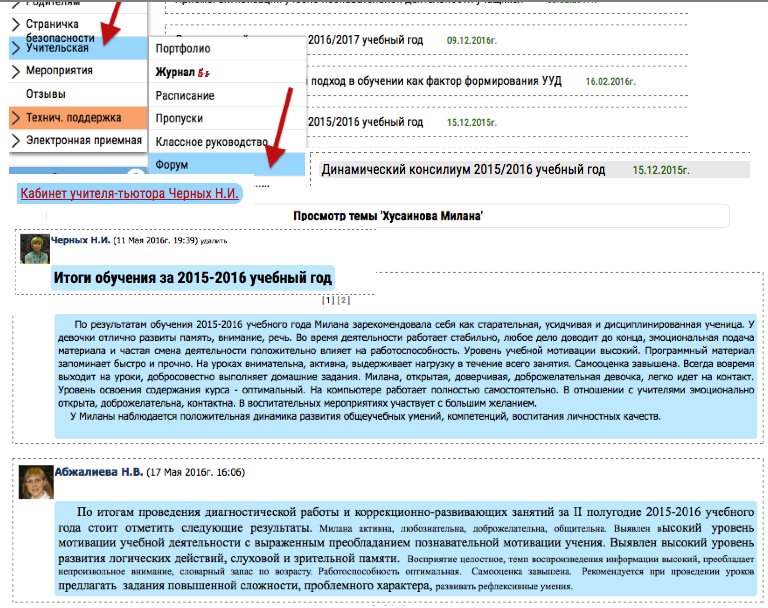 Родителям
Страничка
безопасности
Учительская
Мероприятия
Отзывы
Технич. поддержка
Электронная приемная
Портфолио
Журнал
Расписание
Пропуски
Классное руководство
Форум
2016/2017 учебный год 09.12.2016г.
подход в обучении как фактор формирования УУД 16.02.2016г.
2015/2016 учебный год 15.12.2015г.
Динамический консилиум 2015/2016 учебный год 15.12.2015г.
Кабинет учителя-тьютора Черных Н.И.
Просмотр темы 'Хусаинова Милана'
Черных Н.И. (11 Мая 2016г. 19:39) удалить
Итоги обучения за 2015-2016 учебный год
[1] [2]
По результатам обучения 2015-2016 учебного года Милана зарекомендовала себя как старательная, усидчивая и дисциплинированная ученица. У
девочки отлично развиты память, внимание, речь. Во время деятельности работает стабильно, любое дело доводит до конца, эмоциональная подача
материала и частая смена деятельности положительно влияет на работоспособность. Уровень учебной мотивации высокий. Программный материал
запоминает быстро и прочно. На уроках внимательна, активна, выдерживает нагрузку в течение всего занятия. Самооценка завышена. Всегда вовремя
выходит на уроки, добросовестно выполняет домашние задания. Милана, открытая, доверчивая, доброжелательная девочка, легко идет на контакт.
Уровень освоения содержания курса - оптимальный. На компьютере работает полностью самостоятельно. В отношении с учителями эмоционально
открыта, доброжелательна, контактна. В воспитательных мероприятиях участвует с большим желанием.
У Миланы наблюдается положительная динамика развития общеучебных умений, компетенций, воспитания личностных качеств.
Абжалиева Н.В. (17 Мая 2016г. 16:06)
По итогам проведения диагностической работы и коррекционно-развивающих занятий за II полугодие 2015-2016 учебного
года стоит отметить следующие результаты. Милана активна, любознательна, доброжелательна, общительна. Выявлен высокий уровень
мотивации учебной деятельности с выраженным преобладанием познавательной мотивации учения. Выявлен высокий уровень
развития логических действий, слуховой и зрительной памяти. Восприятие целостное, темп воспроизведения информации высокий, преобладает
непроизвольное внимание, словарный запас по возрасту. Работоспособность оптимальная. Самооценка завышена. Рекомендуется при проведении уроков
предлагать задания повышенной сложности, проблемного характера, развивать рефлексивные умения.